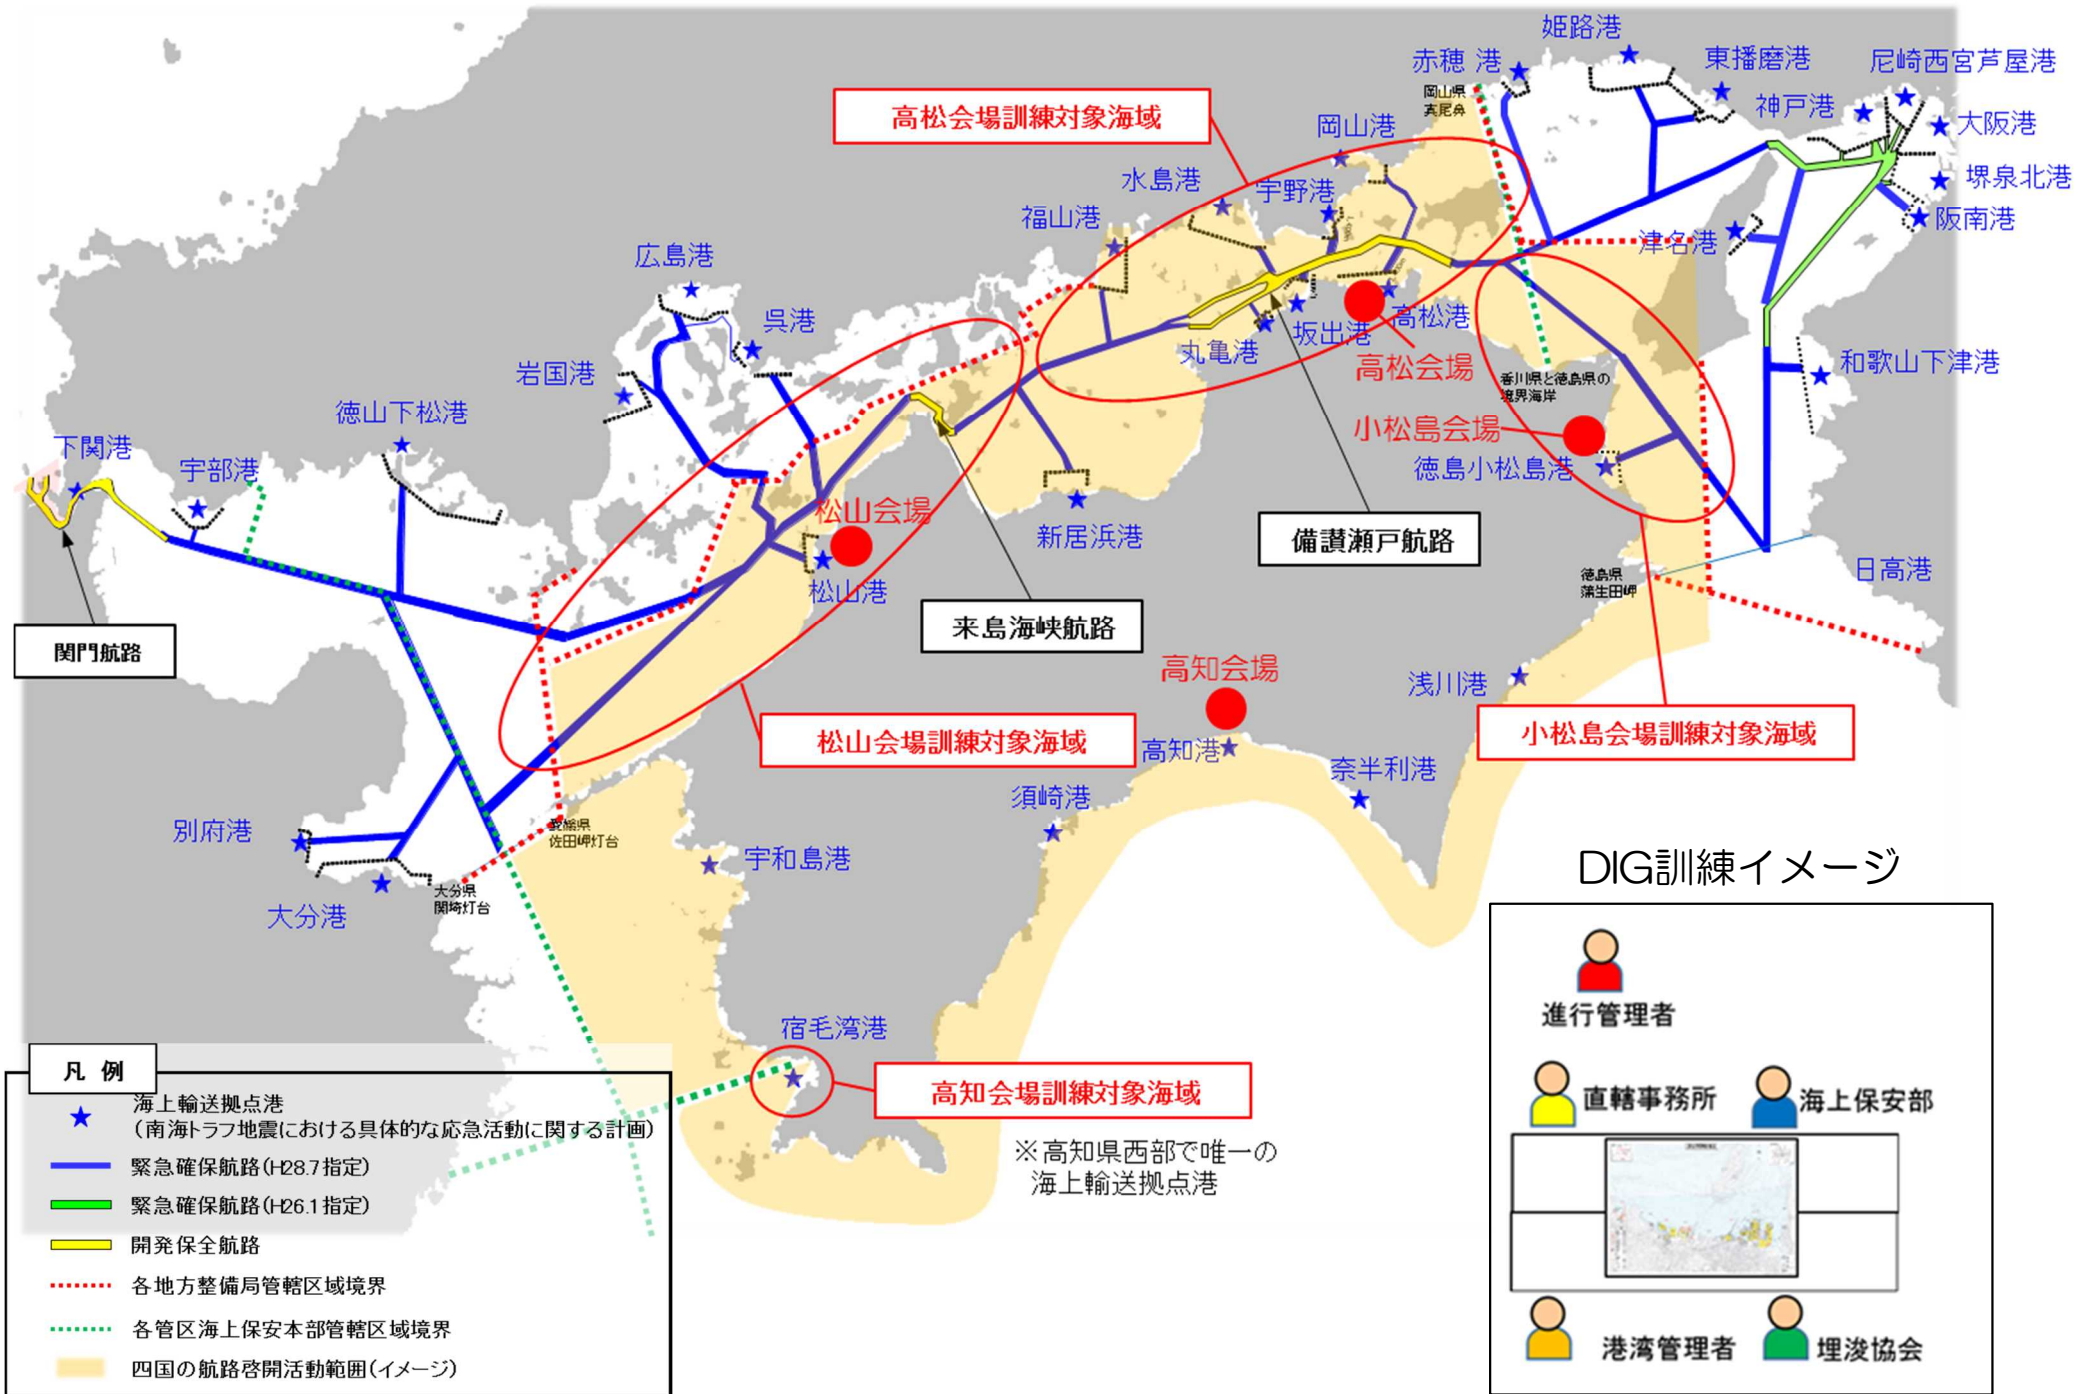 姫路港
赤穂 港
東播磨港
尼崎西宮芦屋港
神戸港
大阪港
岡山県
高松会場訓練対象海域
岡山港
堺泉北港
水島港
宇野港
阪南港
福山港
津名港
広島港
呉港
坂出港
高松港
丸亀港
高松会場
和歌山下津港
岩国港
香川県と徳島県の
境界海岸
徳山下松港
小松島会場
徳島小松島港
下関港
宇部港
松山会場
新居浜港
備讃瀬戸航路
松山港
徳島県
蒲生田岬
日高港
来島海峡航路
関門航路
高知会場
浅川港
松山会場訓練対象海域
高知港
小松島会場訓練対象海域
奈半利港
須崎港
別府港
愛媛県
佐田岬灯台
宇和島港
大分県
関埼灯台
大分港
宿毛湾港
高知会場訓練対象海域
※高知県西部で唯一の
海上輸送拠点港
DIG訓練イメージ
進行管理者
直轄事務所
海上保安部
港湾管理者
埋浚協会
凡 例
海上輸送拠点港
(南海トラフ地震における具体的な応急活動に関する計画)
緊急確保航路(H28.7指定)
緊急確保航路(H26.1指定)
開発保全航路
各地方整備局管轄区域境界
各管区海上保安本部管轄区域境界
四国の航路啓開活動範囲(イメージ)